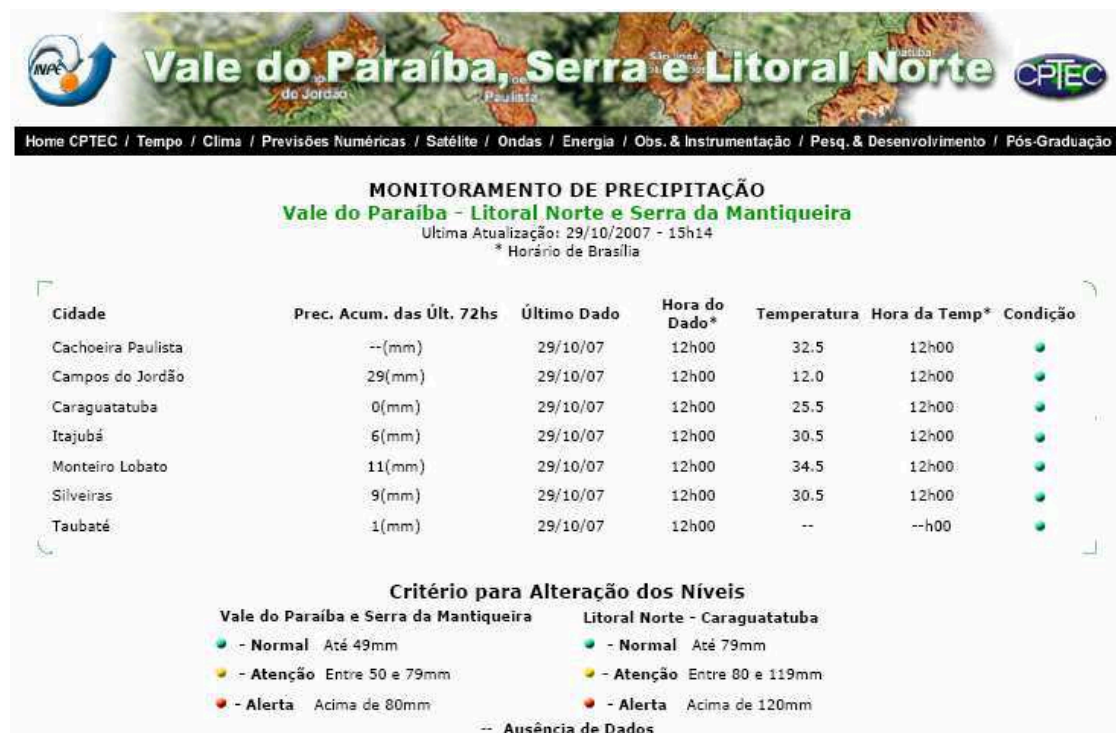 INPE
Vale do Paraíba, Serra e Litoral Norte
CPTEC
do Jordão
Paulista
Home CPTEC / Tempo / Clima / Previsões Numéricas / Satélite / Ondas / Energia / Obs. & Instrumentação / Pesq. & Desenvolvimento / Pós-Graduação
MONITORAMENTO DE PRECIPITAÇÃO
Vale do Paraíba - Litoral Norte e Serra da Mantiqueira
Ultima Atualização: 29/10/2007 - 15h14
* Horário de Brasília
Cidade Prec. Acum. das Últ. 72hs Último Dado Hora do Dado* Temperatura Hora da Temp* Condição
Cachoeira Paulista --(mm) 29/10/07 12h00 32.5 12h00
Campos do Jordão 29(mm) 29/10/07 12h00 12.0 12h00
Caraguatatuba 0(mm) 29/10/07 12h00 25.5 12h00
Itajubá 6(mm) 29/10/07 12h00 30.5 12h00
Monteiro Lobato 11(mm) 29/10/07 12h00 34.5 12h00
Silveiras 9(mm) 29/10/07 12h00 30.5 12h00
Taubaté 1(mm) 29/10/07 12h00 -- --h00
Critério para Alteração dos Níveis
Vale do Paraíba e Serra da Mantiqueira Litoral Norte - Caraguatatuba
- Normal Até 49mm - Normal Até 79mm
- Atenção Entre 50 e 79mm - Atenção Entre 80 e 119mm
- Alerta Acima de 80mm - Alerta Acima de 120mm
-- Ausência de Dados